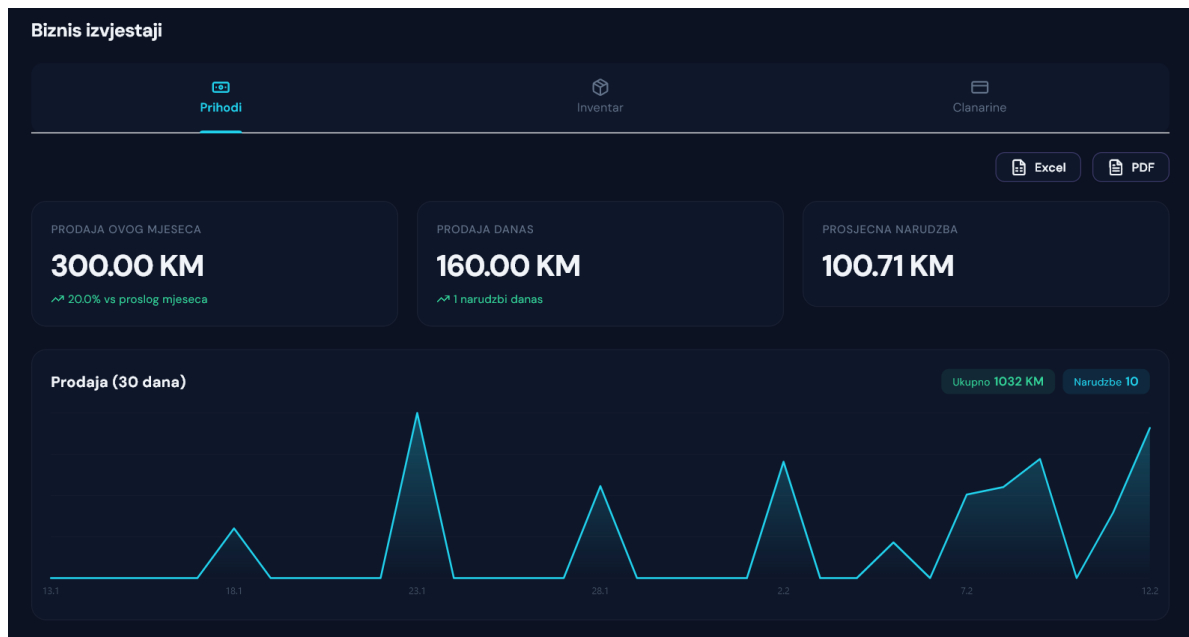 Biznis izvjestaji
Prihodi
Inventar
Clanarine
Excel
PDF
PRODAJA OVOG MJESECA
300.00 KM
20.0% vs proslog mjeseca
PRODAJA DANAS
160.00 KM
1 narudzbi danas
PROSJECNA NARUDZBA
100.71 KM
Prodaja (30 dana)
Ukupno 1032 KM
Narudzbe 10
13.1 18.1 23.1 28.1 2.2 7.2 12.2